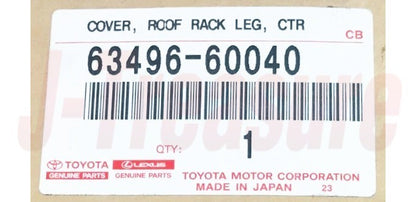 COVER, ROOF RACK LEG, CTR
CB
63496-60040
QTY: 1
TOYOTA LEXUS
GENUINE PARTS GENUINE PARTS
TOYOTA MOTOR CORPORATION
MADE IN JAPAN 23
J-Treasure